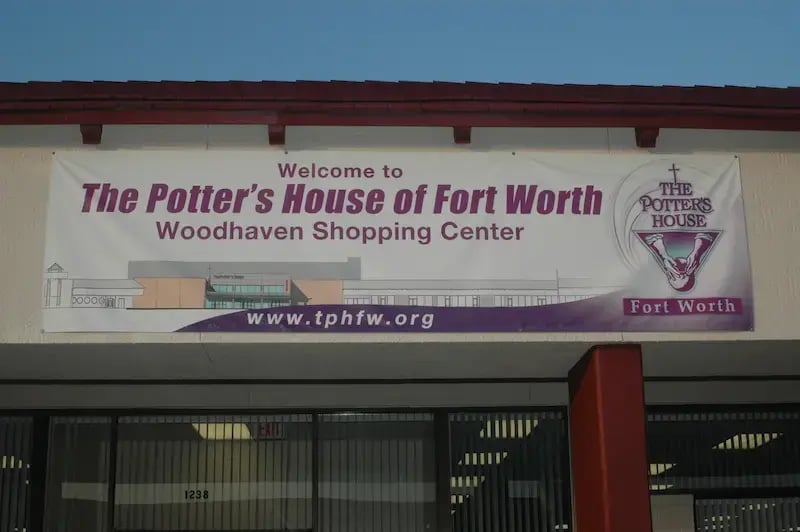 Welcome to
The Potter's House of Fort Worth
Woodhaven Shopping Center
THE
POTTER'S
HOUSE
Fort Worth
www.tphfw.org
EXIT
1238